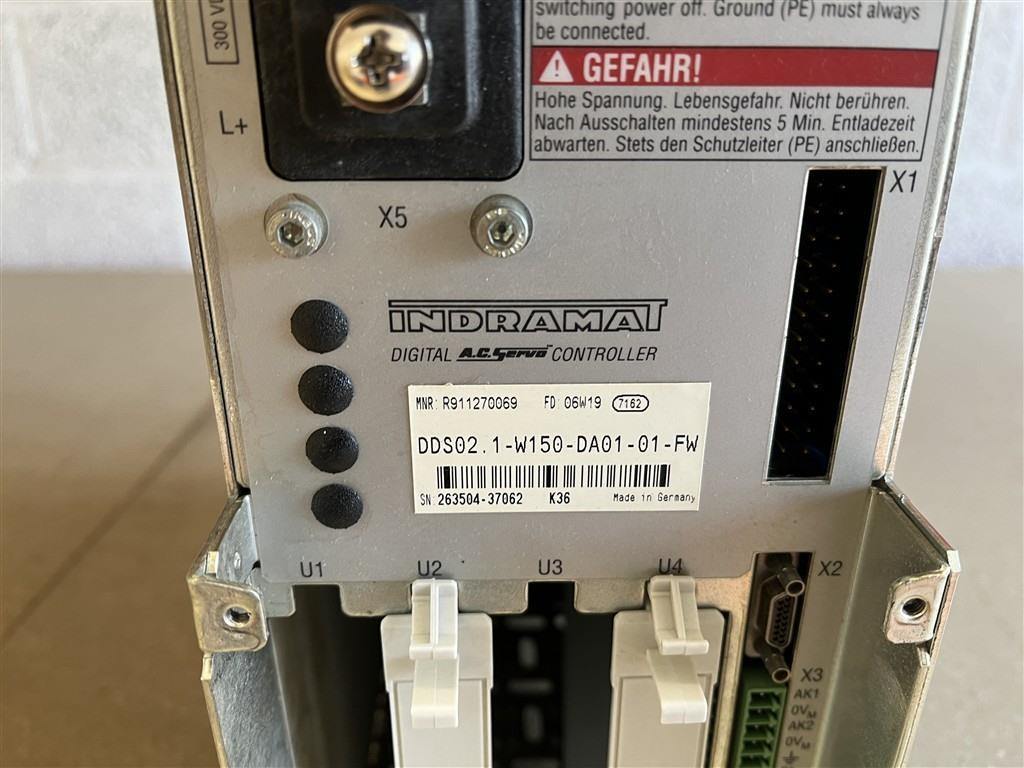 300 V
switching power off. Ground (PE) must always
be connected.
GEFAHR!
Hohe Spannung. Lebensgefahr. Nicht berühren.
Nach Ausschalten mindestens 5 Min. Entladezeit
abwarten. Stets den Schutzleiter (PE) anschließen.
L+
X1
X5
INDRAMAT
DIGITAL A.C. Servo CONTROLLER
MNR: R911270069 FD: 06W19 7162
DDS02.1-W150-DA01-01-FW
SN: 263504-37062 K36 Made in Germany
U1 U2 U3 U4 X2
X3
AK1
0VM
AK2
0VM